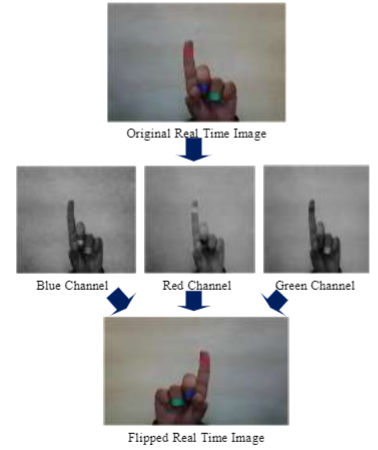 Original Real Time Image
Blue Channel
Red Channel
Green Channel
Flipped Real Time Image